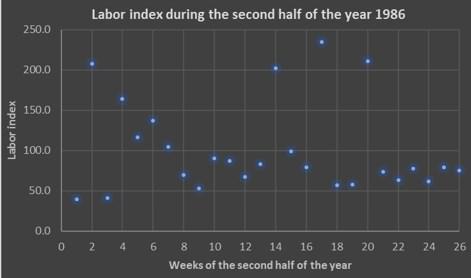 Labor index during the second half of the year 1986
250.0
200.0
150.0
100.0
50.0
0.0
Labor index
0 2 4 6 8 10 12 14 16 18 20 22 24 26
Weeks of the second half of the year